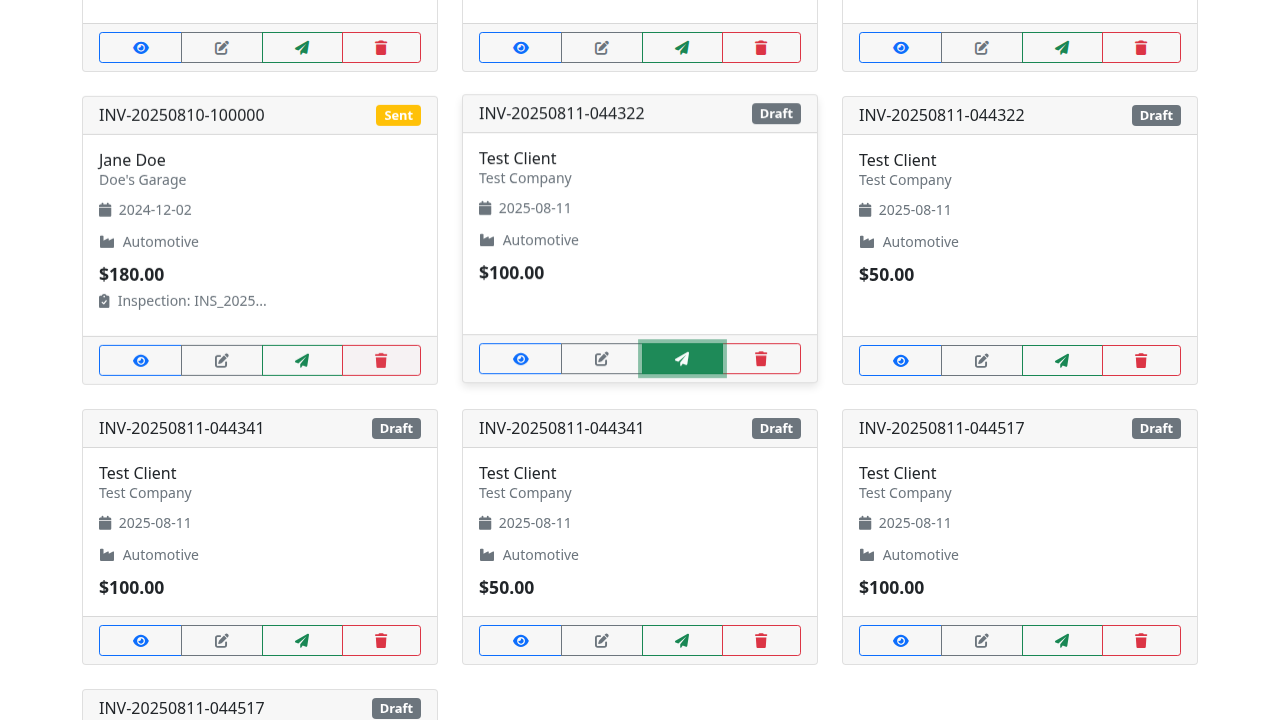 INV-20250810-100000
Sent
Jane Doe
Doe's Garage
2024-12-02
Automotive
$180.00
Inspection: INS_2025...
INV-20250811-044322
Draft
Test Client
Test Company
2025-08-11
Automotive
$100.00
INV-20250811-044322
Draft
Test Client
Test Company
2025-08-11
Automotive
$50.00
INV-20250811-044341
Draft
Test Client
Test Company
2025-08-11
Automotive
$100.00
INV-20250811-044341
Draft
Test Client
Test Company
2025-08-11
Automotive
$50.00
INV-20250811-044517
Draft
Test Client
Test Company
2025-08-11
Automotive
$100.00
INV-20250811-044517
Draft